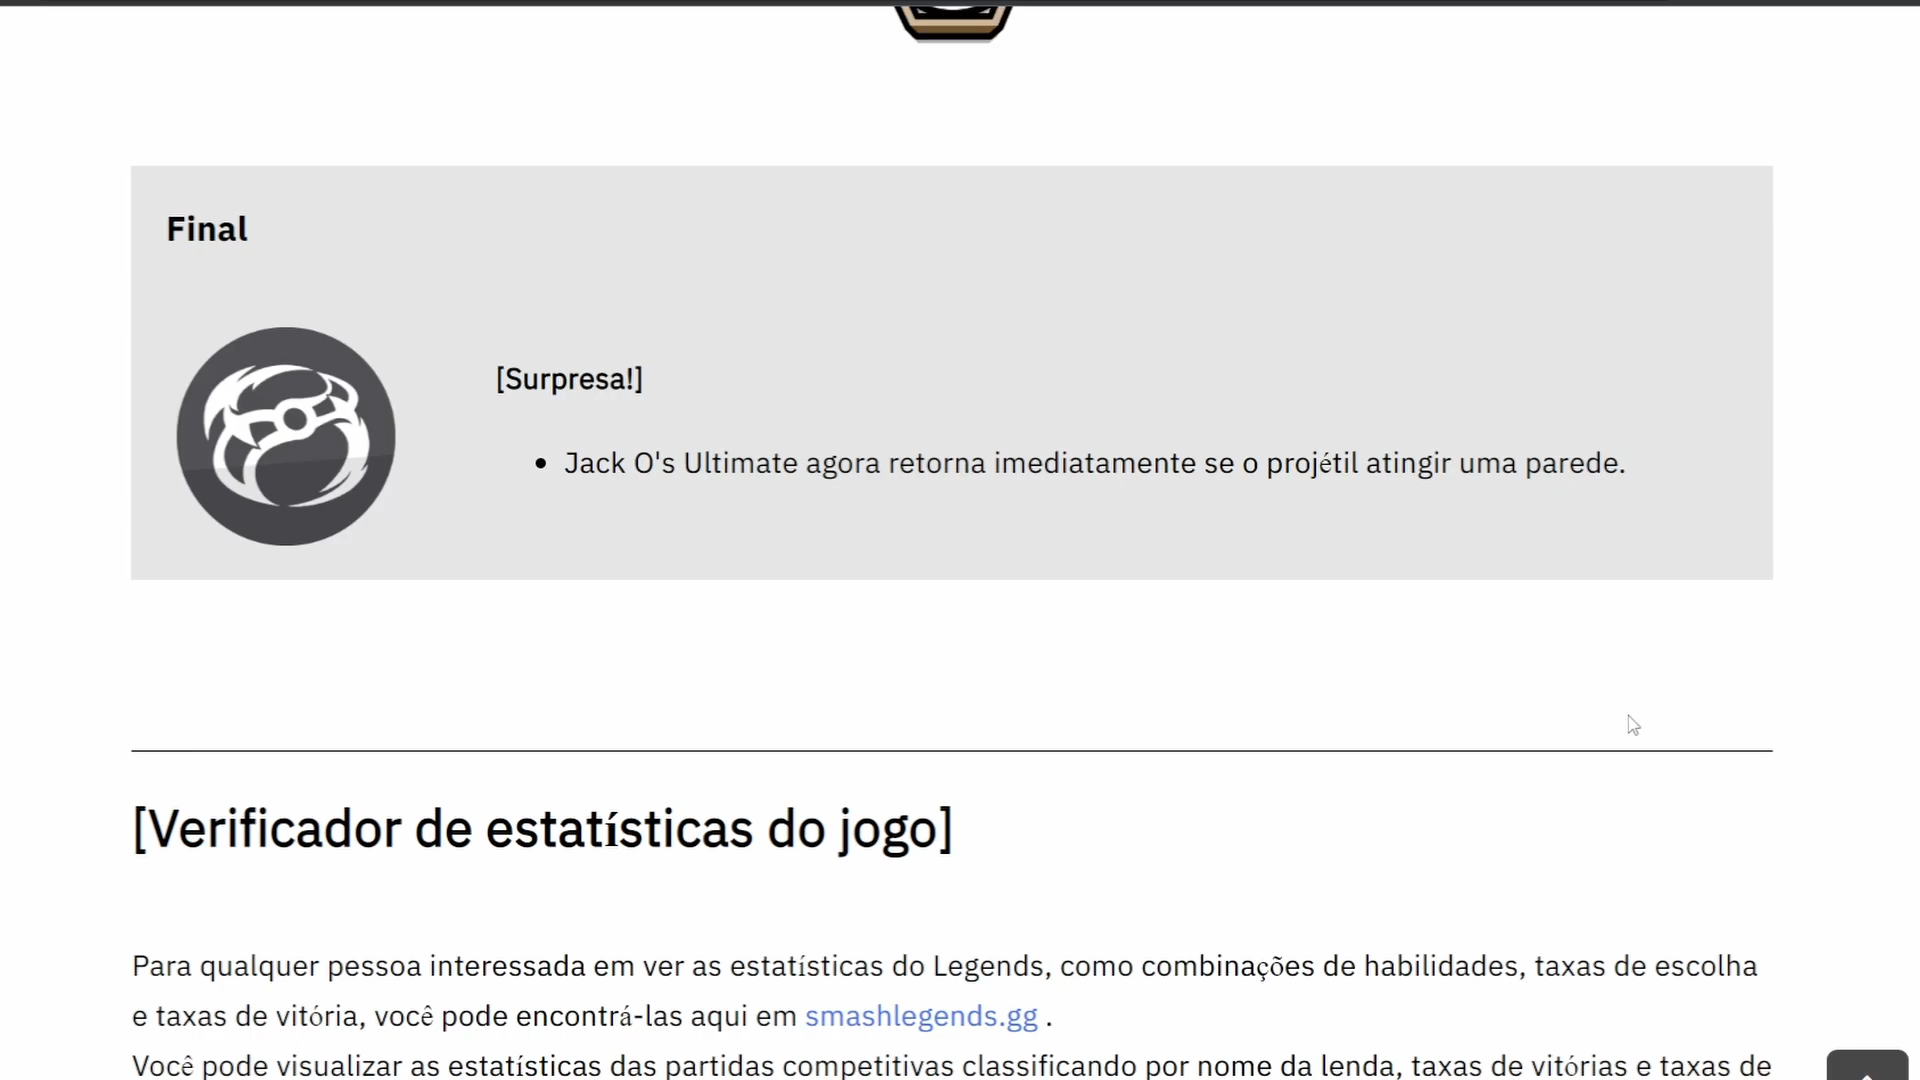 Final
[Surpresa!]
• Jack O's Ultimate agora retorna imediatamente se o projétil atingir uma parede.
[Verificador de estatísticas do jogo]
Para qualquer pessoa interessada em ver as estatísticas do Legends, como combinações de habilidades, taxas de escolha
e taxas de vitória, você pode encontrá-las aqui em smashlegends.gg .
Você pode visualizar as estatísticas das partidas competitivas classificando por nome da lenda, taxas de vitórias e taxas de